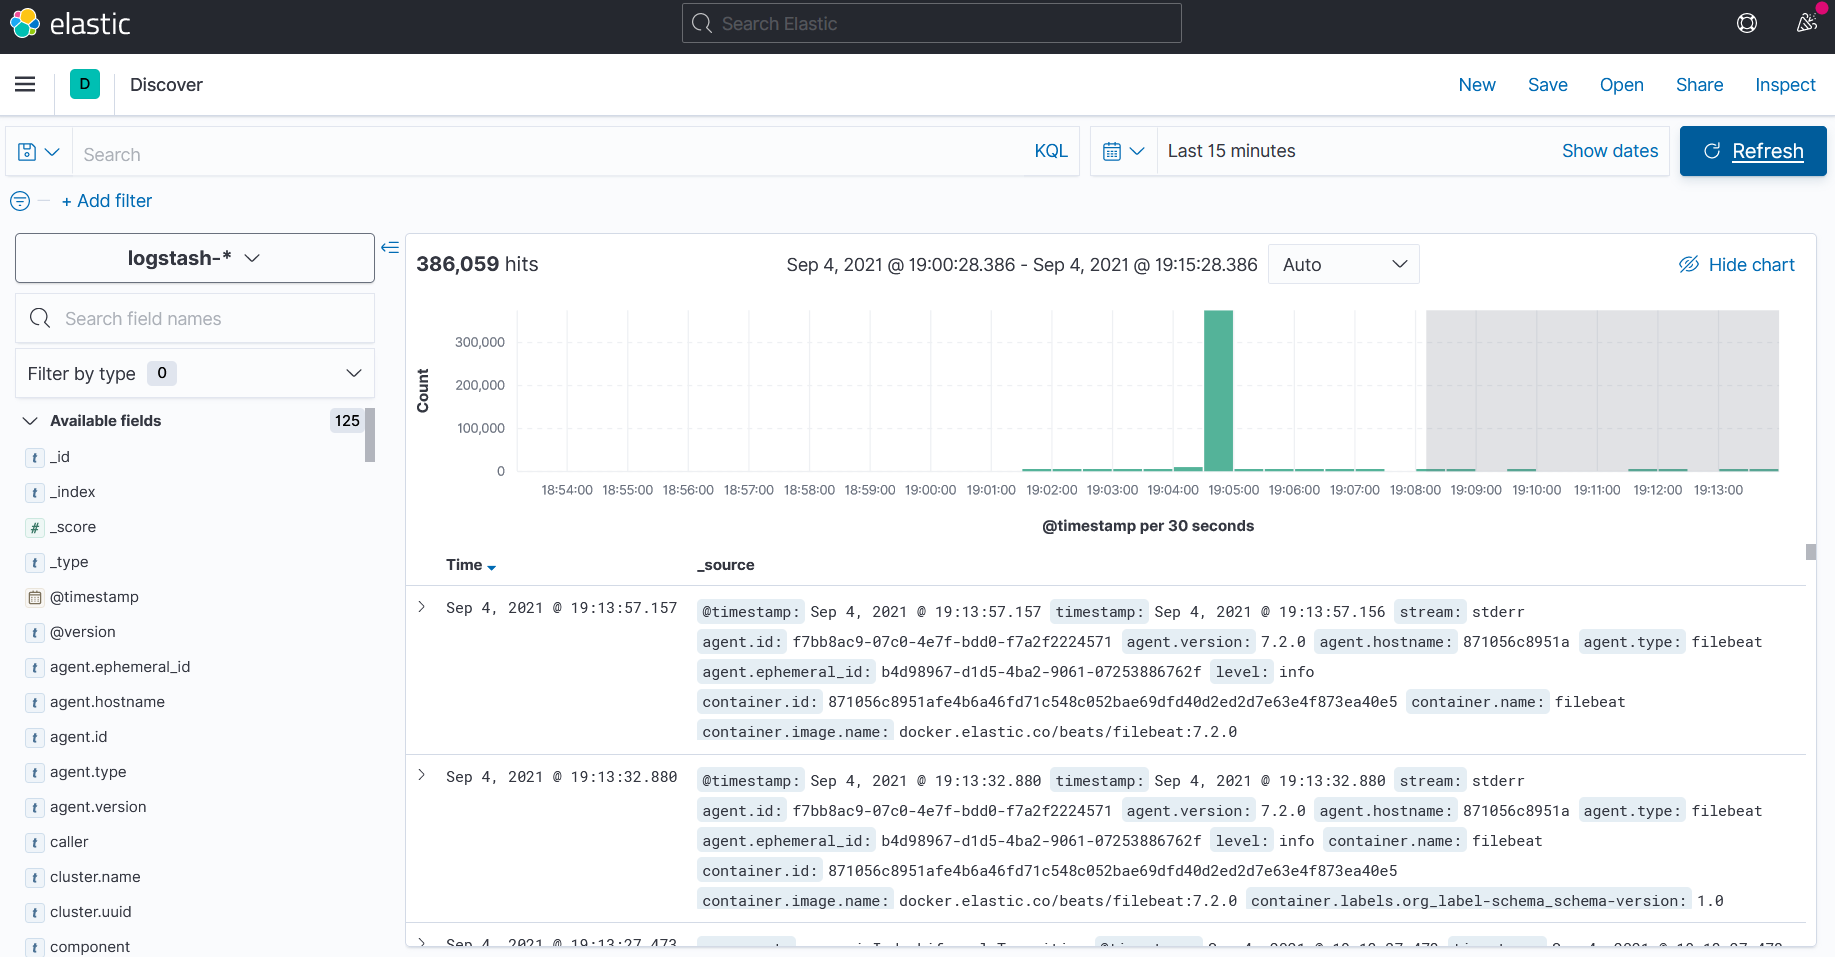 elastic
Search Elastic
D
Discover
New Save Open Share Inspect
Search
KQL
Last 15 minutes
Show dates
Refresh
+ Add filter
logstash-*
Search field names
Filter by type 0
Available fields 125
t _id
t _index
# _score
t _type
@timestamp
t @version
t agent.ephemeral_id
t agent.hostname
t agent.id
t agent.type
t agent.version
t caller
t cluster.name
t cluster.uuid
t component
386,059 hits
Sep 4, 2021 @ 19:00:28.386 - Sep 4, 2021 @ 19:15:28.386
Auto
Hide chart
Count
300,000
200,000
100,000
0
18:54:00 18:55:00 18:56:00 18:57:00 18:58:00 18:59:00 19:00:00 19:01:00 19:02:00 19:03:00 19:04:00 19:05:00 19:06:00 19:07:00 19:08:00 19:09:00 19:10:00 19:11:00 19:12:00 19:13:00
@timestamp per 30 seconds
Time _source
Sep 4, 2021 @ 19:13:57.157 @timestamp: Sep 4, 2021 @ 19:13:57.157 timestamp: Sep 4, 2021 @ 19:13:57.156 stream: stderr
agent.id: f7bb8ac9-07c0-4e7f-bdd0-f7a2f2224571 agent.version: 7.2.0 agent.hostname: 871056c8951a agent.type: filebeat
agent.ephemeral_id: b4d98967-d1d5-4ba2-9061-07253886762f level: info
container.id: 871056c8951afe4b6a46fd71c548c052bae69dfd40d2ed2d7e63e4f873ea40e5 container.name: filebeat
container.image.name: docker.elastic.co/beats/filebeat:7.2.0
Sep 4, 2021 @ 19:13:32.880 @timestamp: Sep 4, 2021 @ 19:13:32.880 timestamp: Sep 4, 2021 @ 19:13:32.880 stream: stderr
agent.id: f7bb8ac9-07c0-4e7f-bdd0-f7a2f2224571 agent.version: 7.2.0 agent.hostname: 871056c8951a agent.type: filebeat
agent.ephemeral_id: b4d98967-d1d5-4ba2-9061-07253886762f level: info container.name: filebeat
container.id: 871056c8951afe4b6a46fd71c548c052bae69dfd40d2ed2d7e63e4f873ea40e5
container.image.name: docker.elastic.co/beats/filebeat:7.2.0 container.labels.org_label-schema_schema-version: 1.0
Sep 4, 2021 @ 19:13:27.473